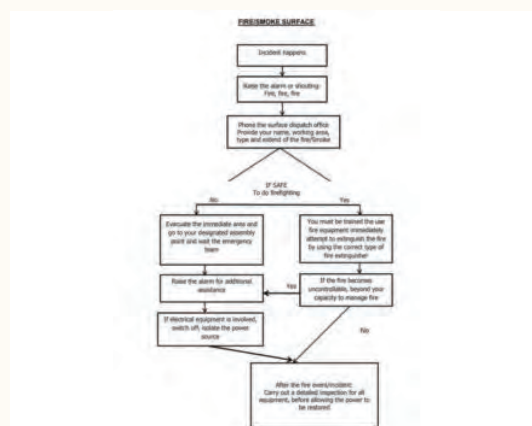 FIRE/SMOKE SURFACE
Incident happens
Raise the alarm or shouting:
Fire, fire, fire
Phone the surface dispatch office
Provide your name, working area,
type and extend of the fire/Smoke
IF SAFE
To do firefighting
No
Yes
Evacuate the immediate area and
go to your designated assembly
point and wait the emergency
team
You must be trained the use
fire equipment immediately
attempt to extinguish the fire
by using the correct type of
fire extinguisher
Raise the alarm for additional
assistance
Yes
If the fire becomes
uncontrollable, beyond your
capacity to manage fire
If electrical equipment is involved,
switch off, isolate the power
source
No
After the fire event/incident:
Carry out a detailed inspection for all
equipment, before allowing the power to
be restored